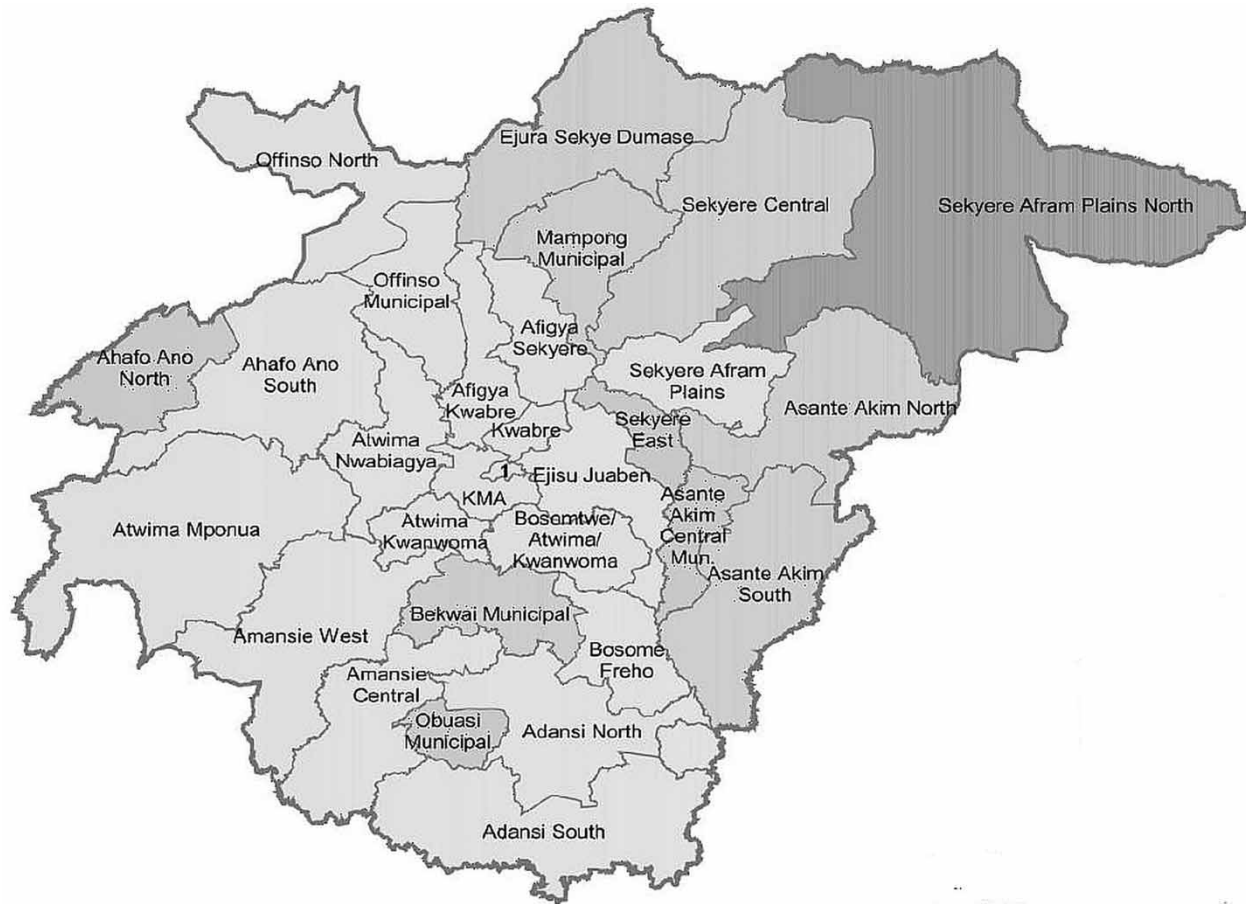 Ejura Sekye Dumase
Offinso North
Sekyere Central
Sekyere Afram Plains North
Mampong
Municipal
Offinso
Municipal
Afigya
Sekyere
Ahafo Ano
North
Ahafo Ano
South
Sekyere Afram
Plains
Afigya
Kwabre
Asante Akim North
Sekyere
East
Kwabre
Atwima
Nwabiagya
1
Ejisu Juaben
KMA
Asante
Akim
Central
Mun.
Atwima Mponua
Atwima
Kwanwoma
Bosemtwe/
Atwima/
Kwanwoma
Asante Akim
South
Bekwai Municipal
Amansie West
Bosome
Freho
Amansie
Central
Obuasi
Municipal
Adansi North
Adansi South